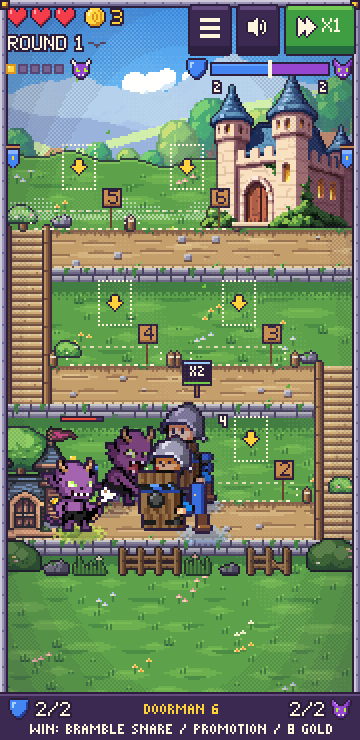 3
X1
ROUND 1
2 2
5 6
4 3
X2
4
2
2/2 DOORMAN 6 2/2
WIN: BRAMBLE SNARE / PROMOTION / 8 GOLD